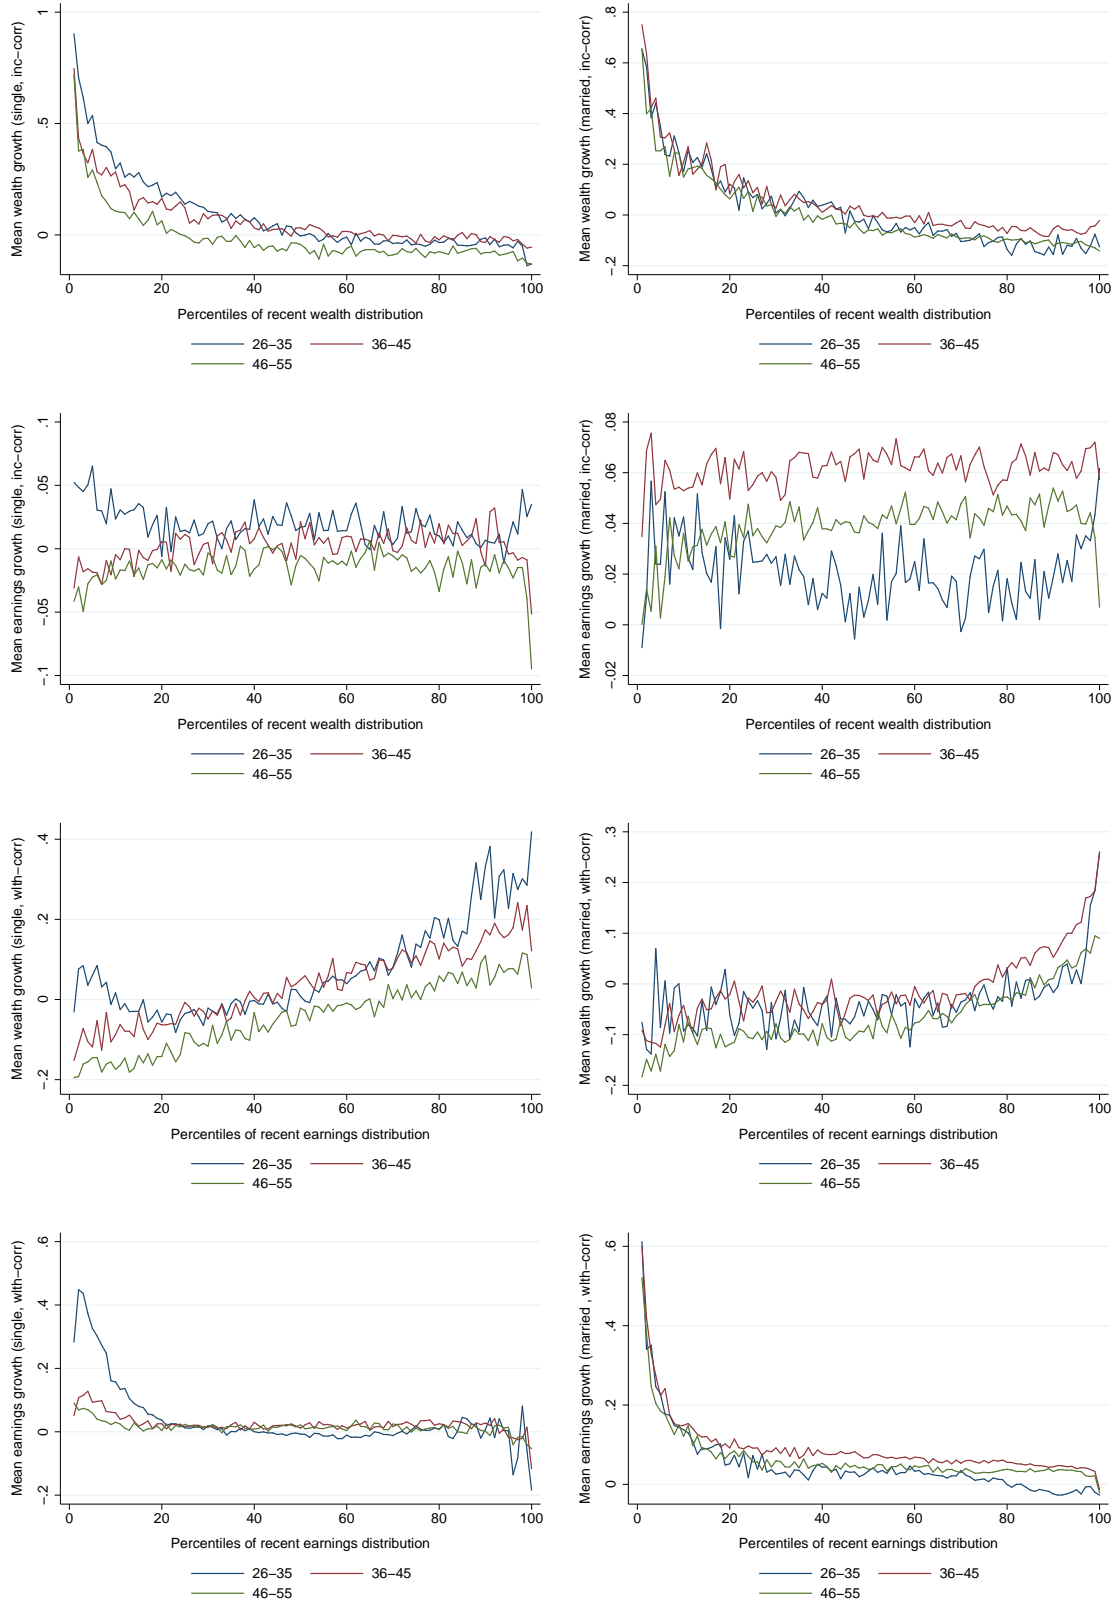 Mean wealth growth (single, inc−corr)
1
.5
0
0 20 40 60 80 100
Percentiles of recent wealth distribution
26−35 36−45
46−55
Mean wealth growth (married, inc−corr)
.8
.6
.4
.2
0
−.2
0 20 40 60 80 100
Percentiles of recent wealth distribution
26−35 36−45
46−55
Mean earnings growth (single, inc−corr)
.1
.05
0
−.05
−.1
0 20 40 60 80 100
Percentiles of recent wealth distribution
26−35 36−45
46−55
Mean earnings growth (married, inc−corr)
.08
.06
.04
.02
0
−.02
0 20 40 60 80 100
Percentiles of recent wealth distribution
26−35 36−45
46−55
Mean wealth growth (single, wlth−corr)
.4
.2
0
−.2
0 20 40 60 80 100
Percentiles of recent earnings distribution
26−35 36−45
46−55
Mean wealth growth (married, wlth−corr)
.3
.2
.1
0
−.1
−.2
0 20 40 60 80 100
Percentiles of recent earnings distribution
26−35 36−45
46−55
Mean earnings growth (single, wlth−corr)
.6
.4
.2
0
−.2
0 20 40 60 80 100
Percentiles of recent earnings distribution
26−35 36−45
46−55
Mean earnings growth (married , wlth−corr)
.6
.4
.2
0
0 20 40 60 80 100
Percentiles of recent earnings distribution
26−35 36−45
46−55